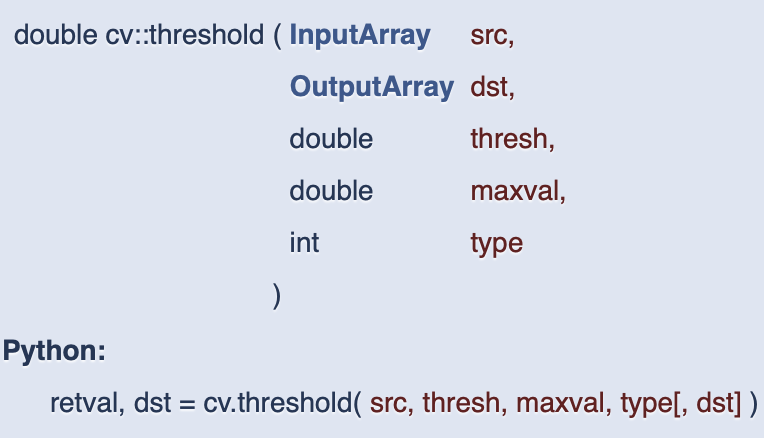 double cv::threshold ( InputArray src,
OutputArray dst,
double thresh,
double maxval,
int type
)
Python:
retval, dst = cv.threshold( src, thresh, maxval, type[, dst] )